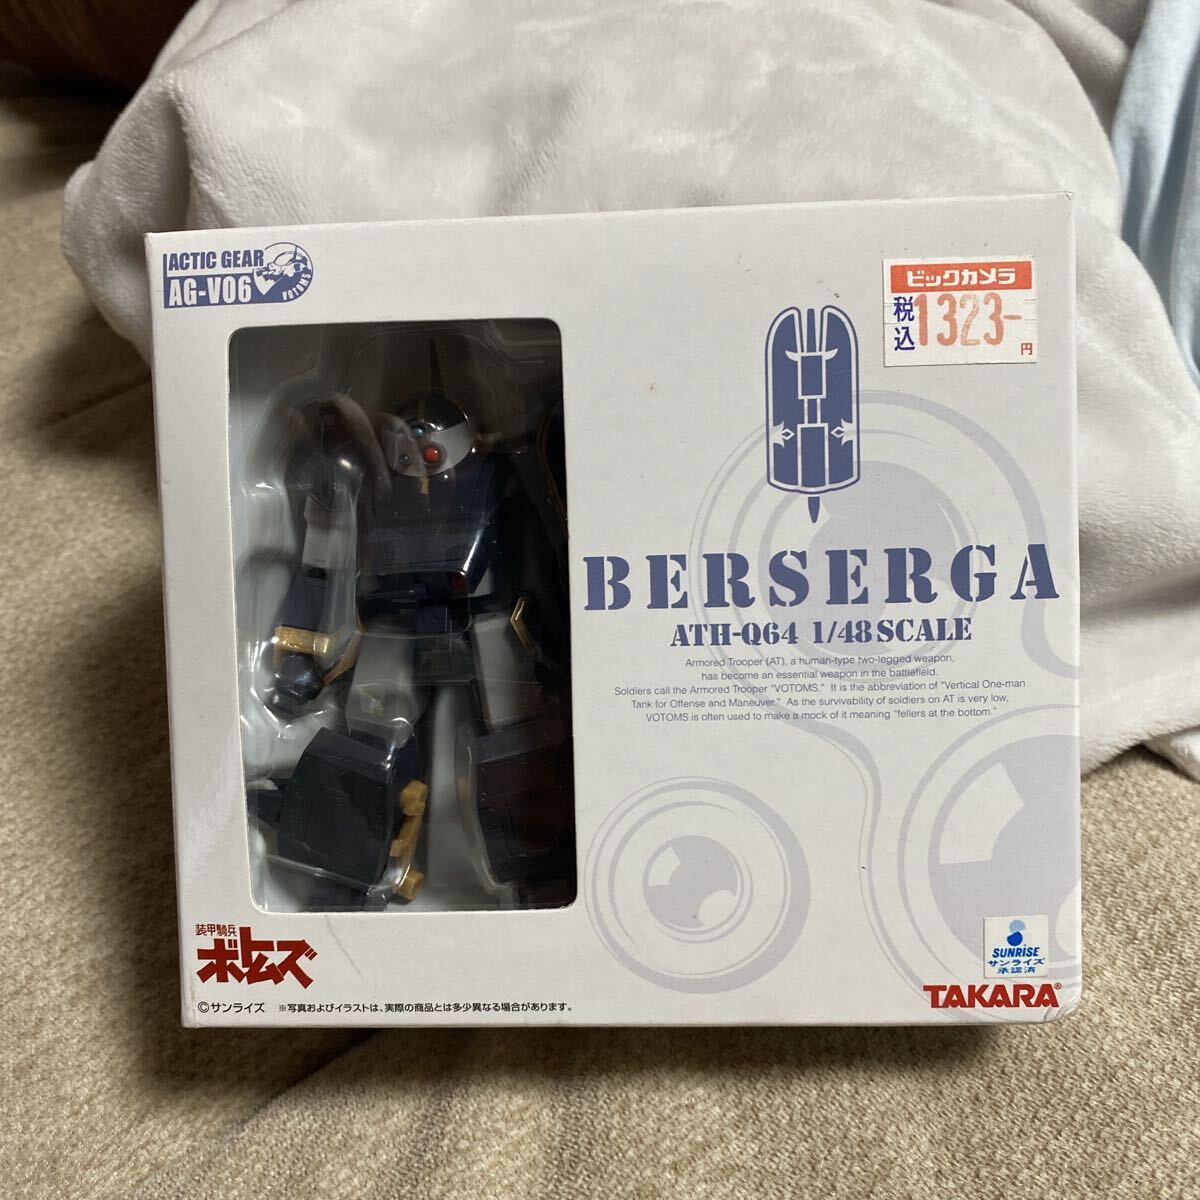 ACTIC GEAR
AG-V06
VOTOMS
ビックカメラ
税込 1323-
円
BERSERGA
ATH-Q64 1/48 SCALE
Armored Trooper (AT), a human-type two-legged weapon,
has become an essential weapon in the battlefield.
Soldiers call the Armored Trooper "VOTOMS." It is the abbreviation of "Vertical One-man
Tank for Offense and Maneuver." As the survivability of soldiers on AT is very low,
VOTOMS is often used to make a mock of it meaning "fellers at the bottom."
装甲騎兵
ボトムズ
©サンライズ ※写真およびイラストは、実際の商品とは多少異なる場合があります。
SUNRISE
サンライズ
承認済
TAKARA®